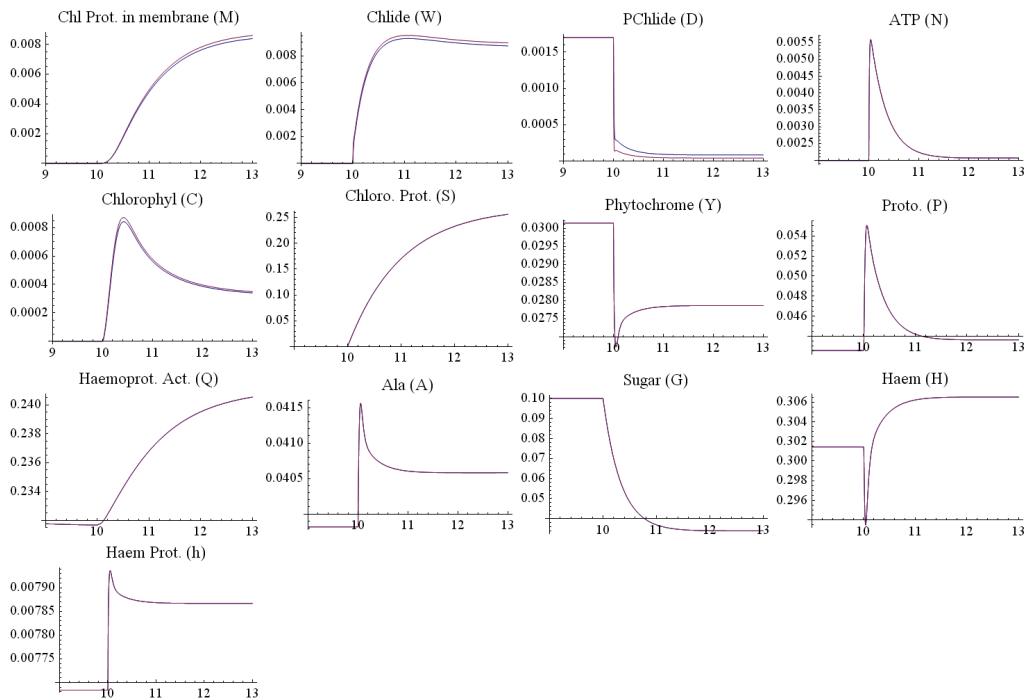 Chl Prot. in membrane (M)
0.008
0.006
0.004
0.002
9 10 11 12 13
Chlide (W)
0.008
0.006
0.004
0.002
9 10 11 12 13
PChlide (D)
0.0015
0.0010
0.0005
9 10 11 12 13
ATP (N)
0.0055
0.0050
0.0045
0.0040
0.0035
0.0030
0.0025
0.0020
10 11 12 13
Chlorophyl (C)
0.0008
0.0006
0.0004
0.0002
9 10 11 12 13
Chloro. Prot. (S)
0.25
0.20
0.15
0.10
0.05
10 11 12 13
Phytochrome (Y)
0.0300
0.0295
0.0290
0.0285
0.0280
0.0275
10 11 12 13
Proto. (P)
0.054
0.052
0.050
0.048
0.046
10 11 12 13
Haemoprot. Act. (Q)
0.240
0.238
0.236
0.234
10 11 12 13
Ala (A)
0.0415
0.0410
0.0405
10 11 12 13
Sugar (G)
0.10
0.09
0.08
0.07
0.06
0.05
10 11 12 13
Haem (H)
0.306
0.304
0.302
0.300
0.298
0.296
10 11 12 13
Haem Prot. (h)
0.00790
0.00785
0.00780
0.00775
10 11 12 13